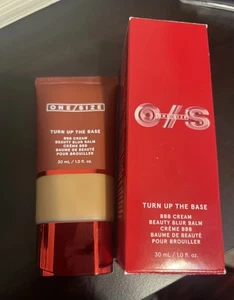 ONE/SIZE
TURN UP THE BASE
BBB CREAM
BEAUTY BLUR BALM
CRÈME BBB
BAUME DE BEAUTÉ
POUR BROUILLER
30 mL / 1.0 fl. oz.
O/S
TURN UP THE BASE
BBB CREAM
BEAUTY BLUR BALM
CRÈME BBB
BAUME DE BEAUTÉ
POUR BROUILLER
30 mL / 1.0 fl. oz.